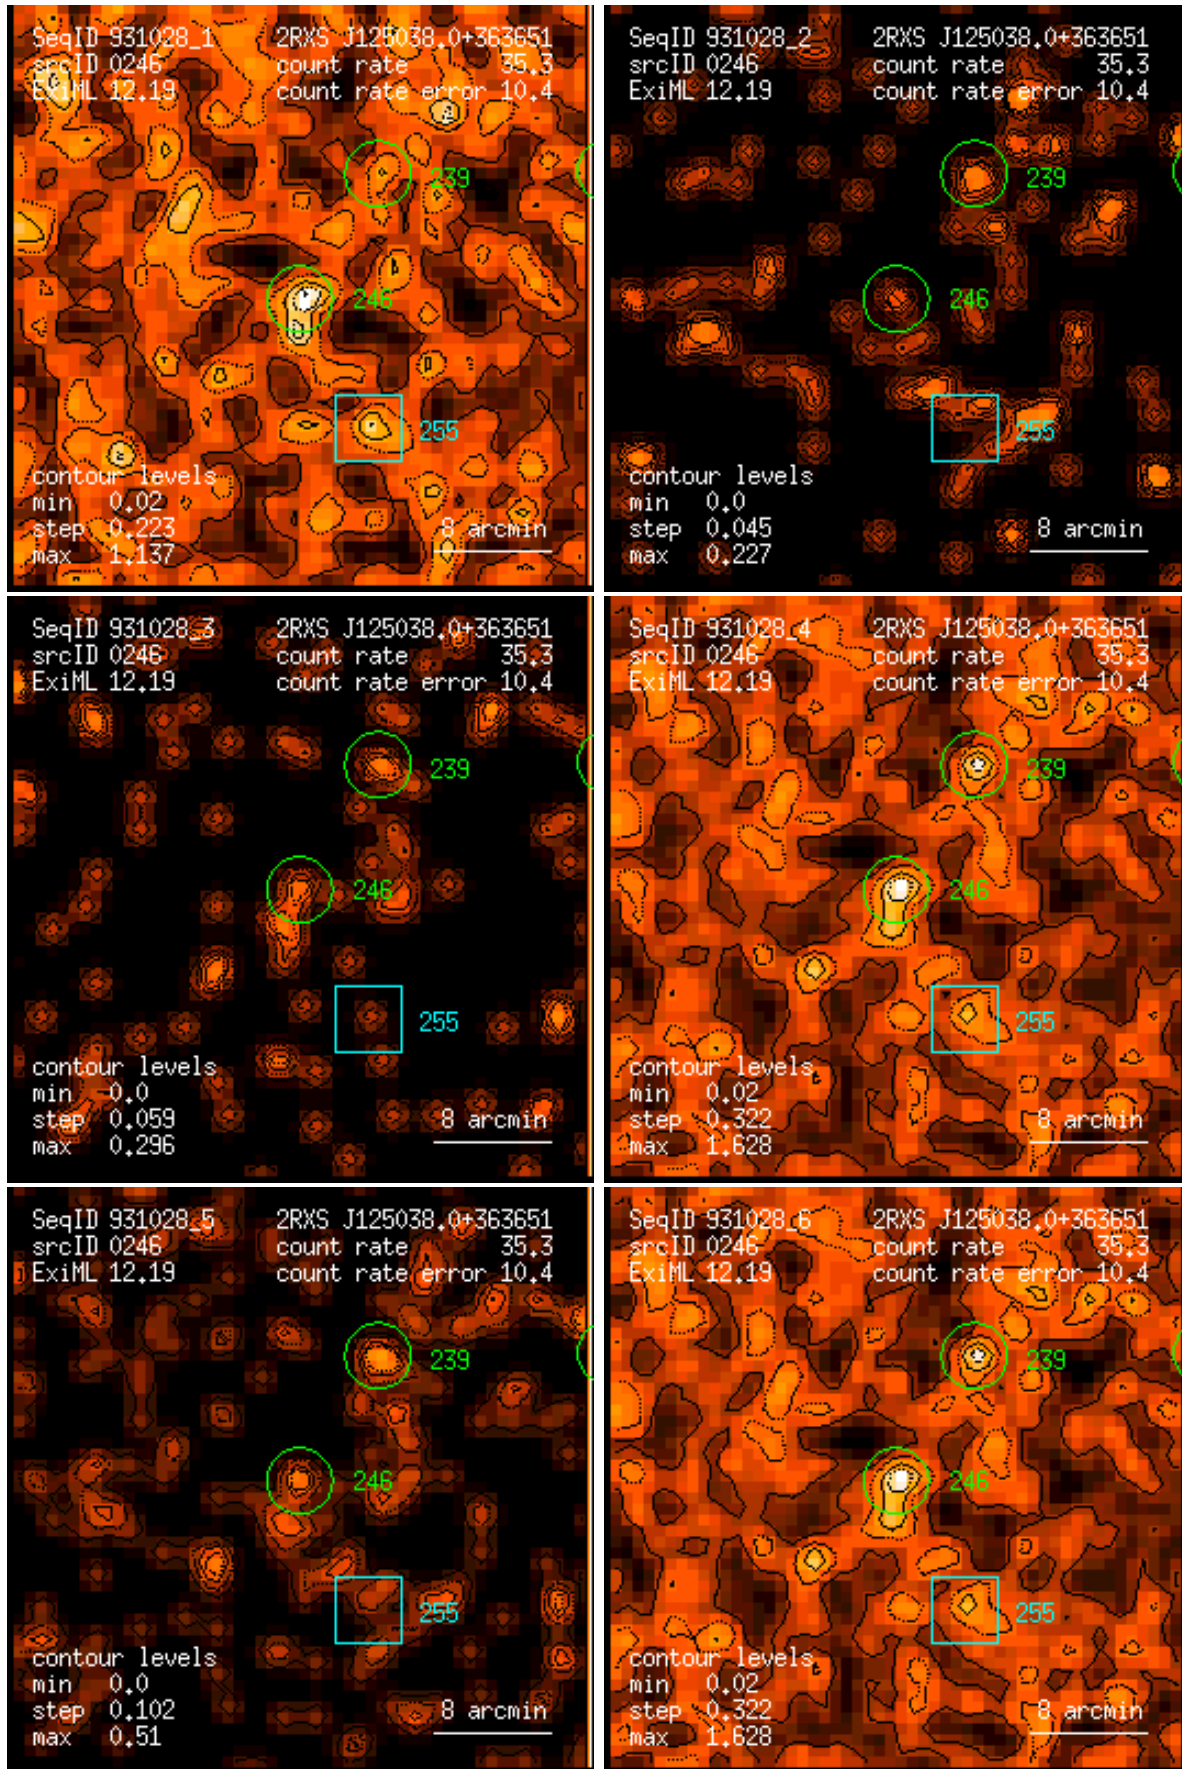 SeqID 931028_1 2RXS J125038.0+363651
srcID 0246 count rate 35.3
ExiML 12.19 count rate error 10.4
239
246
255
contour levels
min 0.02
step 0.223
max 1.137
8 arcmin
SeqID 931028_2 2RXS J125038.0+363651
srcID 0246 count rate 35.3
ExiML 12.19 count rate error 10.4
239
246
255
contour levels
min 0.0
step 0.045
max 0.227
8 arcmin
SeqID 931028_3 2RXS J125038.0+363651
srcID 0246 count rate 35.3
ExiML 12.19 count rate error 10.4
239
246
255
contour levels
min 0.0
step 0.059
max 0.296
8 arcmin
SeqID 931028_4 2RXS J125038.0+363651
srcID 0246 count rate 35.3
ExiML 12.19 count rate error 10.4
239
246
255
contour levels
min 0.02
step 0.322
max 1.628
8 arcmin
SeqID 931028_5 2RXS J125038.0+363651
srcID 0246 count rate 35.3
ExiML 12.19 count rate error 10.4
239
246
255
contour levels
min 0.0
step 0.102
max 0.51
8 arcmin
SeqID 931028_6 2RXS J125038.0+363651
srcID 0246 count rate 35.3
ExiML 12.19 count rate error 10.4
239
246
255
contour levels
min 0.02
step 0.322
max 1.628
8 arcmin